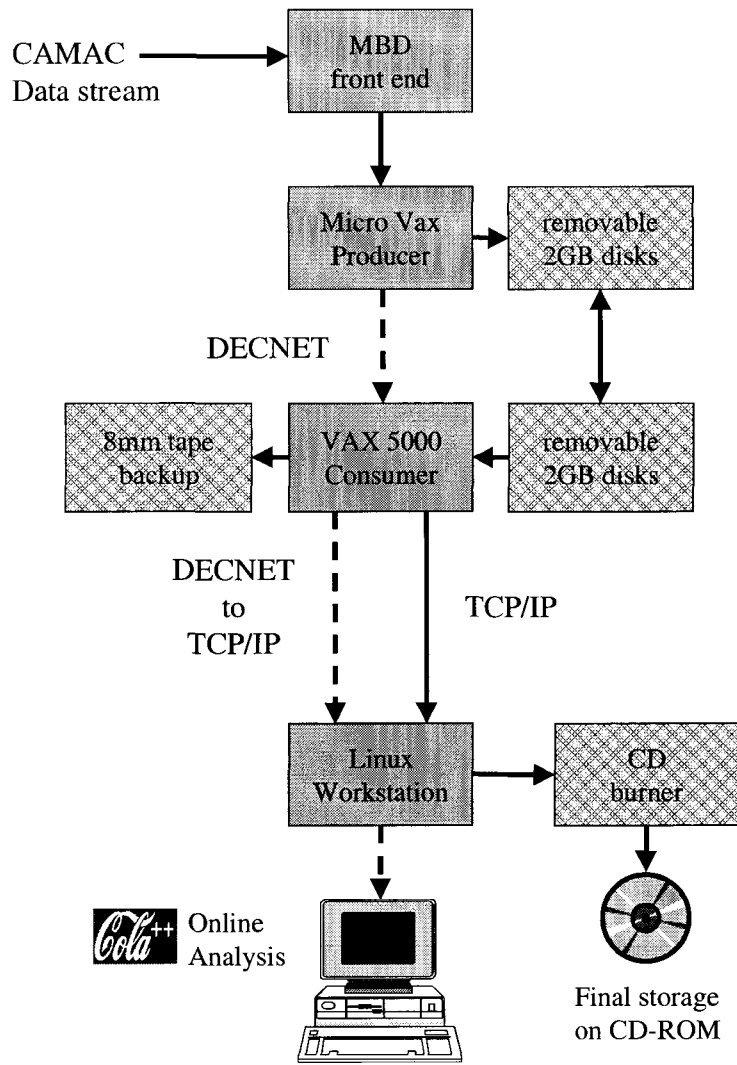 CAMAC
Data stream
MBD
front end
Micro Vax
Producer
removable
2GB disks
DECNET
8mm tape
backup
VAX 5000
Consumer
removable
2GB disks
DECNET
to
TCP/IP
TCP/IP
Linux
Workstation
CD
burner
Cola++
Online
Analysis
Final storage
on CD-ROM